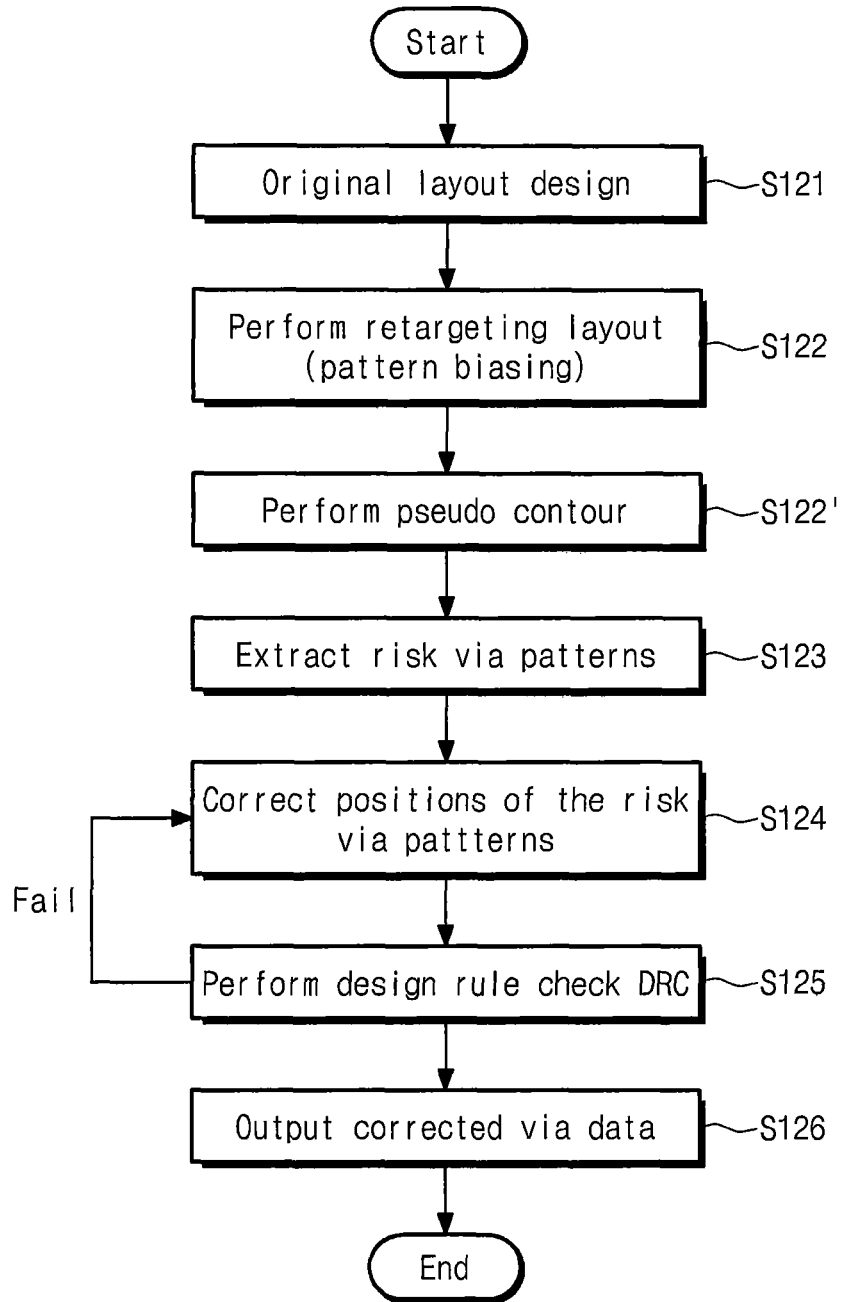 Start
Original layout design
S121
Perform retargeting layout
(pattern biasing)
S122
Perform pseudo contour
S122'
Extract risk via patterns
S123
Correct positions of the risk
via pattterns
S124
Fail
Perform design rule check DRC
S125
Output corrected via data
S126
End